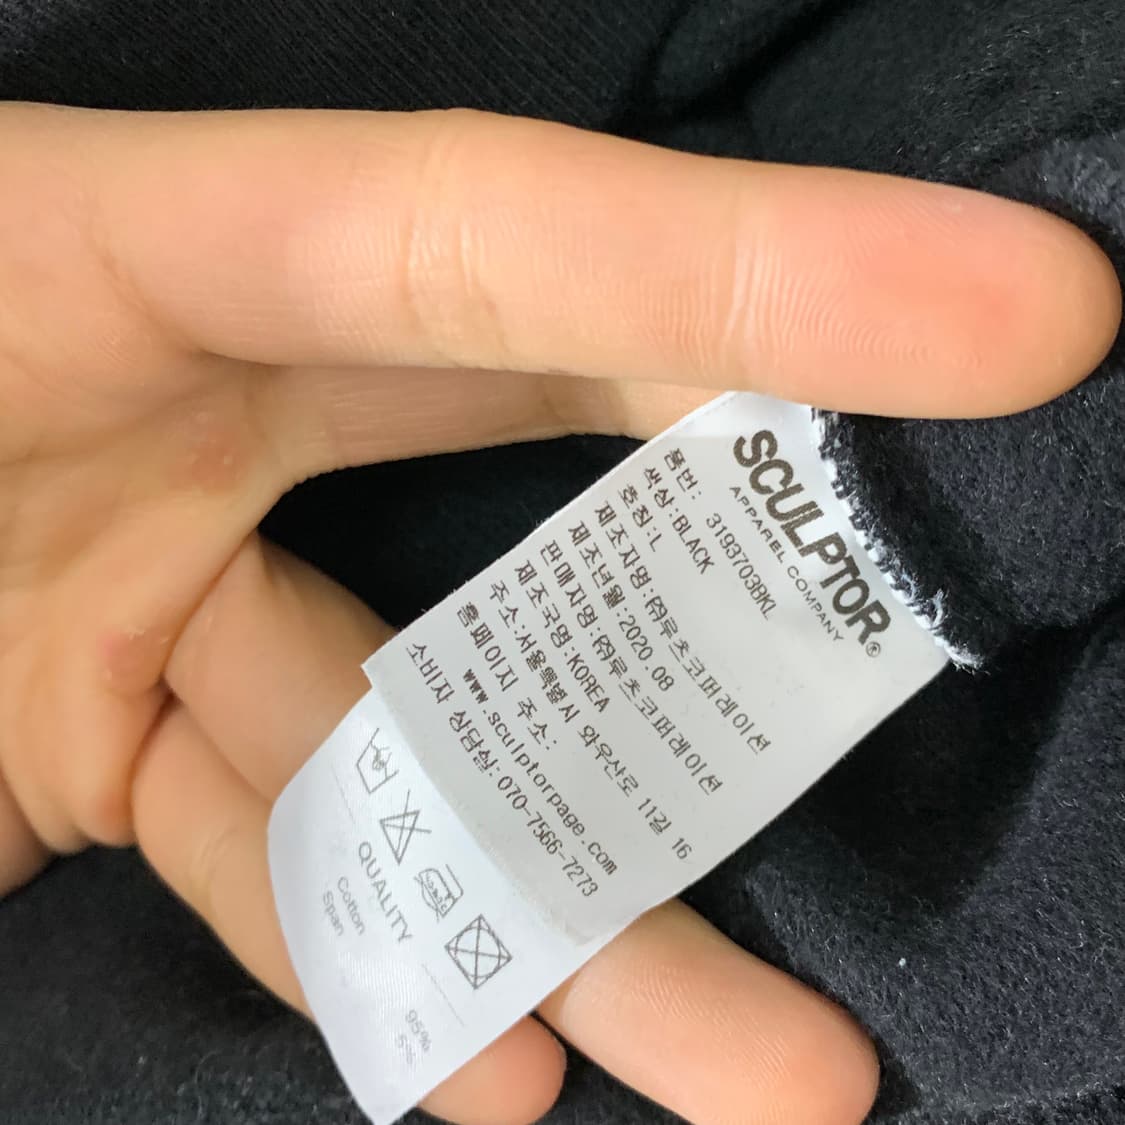 SCULPTOR®
APPAREL COMPANY
품번: 3193703BKL
색상:BLACK
호칭:L
제조자명:㈜루츠코퍼레이션
제조년월:2020.08
판매자명:㈜루츠코퍼레이션
제조국명:KOREA
주소:서울특별시 와우산로 11길 16
홈페이지 주소:
www.sculptorpage.com
소비자 상담실:070-7566-7273
QUALITY
Cotton 95%
Span 5%